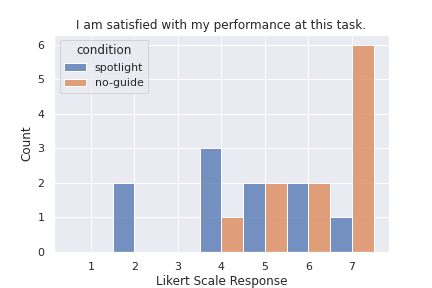 I am satisfied with my performance at this task.
condition
spotlight
no-guide
6
5
4
3
2
1
0
Count
1 2 3 4 5 6 7
Likert Scale Response